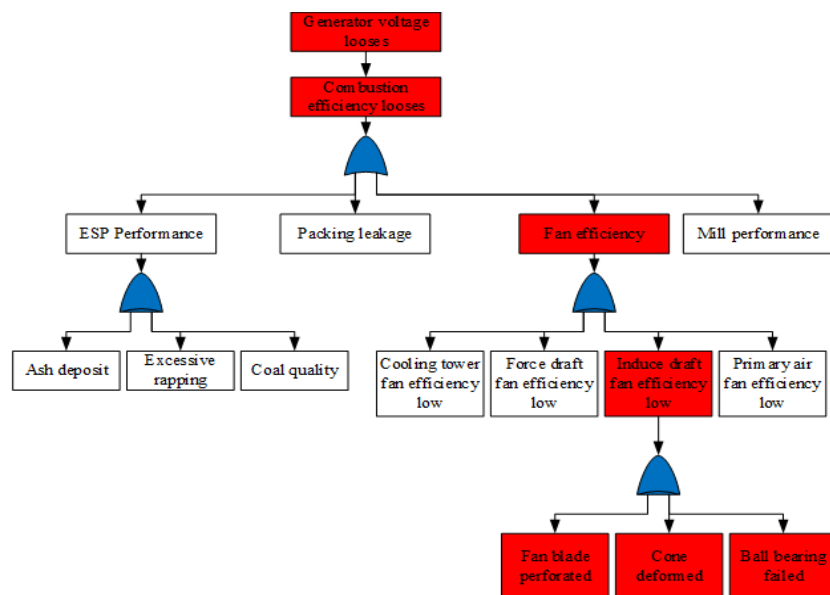 Generator voltage
looses
Combustion
efficiency looses
ESP Performance
Packing leakage
Fan efficiency
Mill performance
Ash deposit
Excessive
rapping
Coal quality
Cooling tower
fan efficiency
low
Force draft
fan efficiency
low
Induce draft
fan efficiency
low
Primary air
fan efficiency
low
Fan blade
perforated
Cone
deformed
Ball bearing
failed